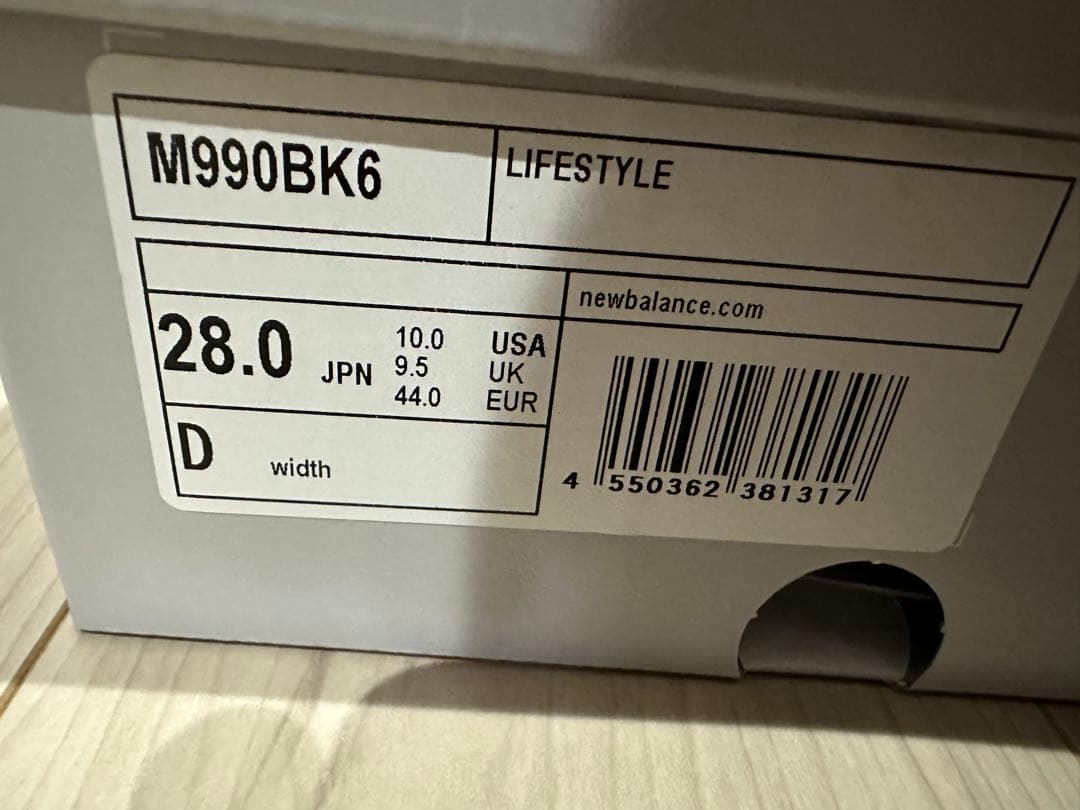 M990BK6
LIFESTYLE
newbalance.com
28.0 JPN
10.0 USA
9.5 UK
44.0 EUR
D width
4 550362 381317